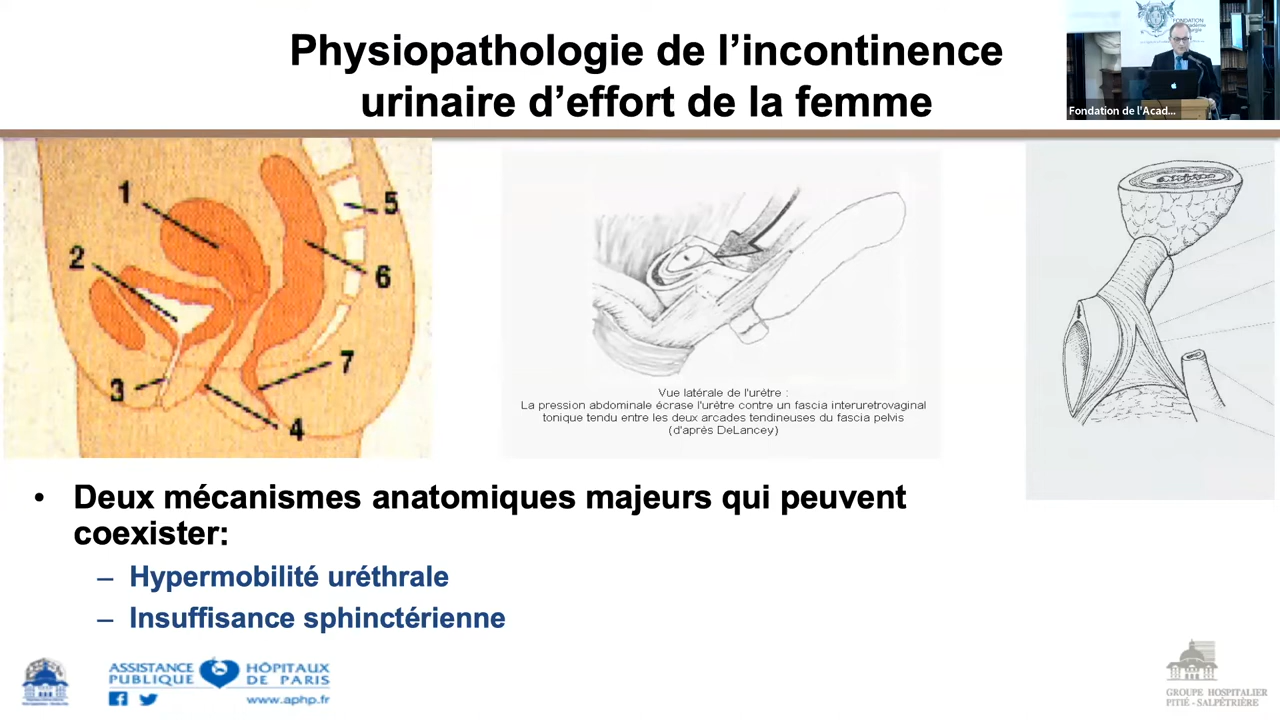 Physiopathologie de l’incontinence
urinaire d’effort de la femme
Fondation de l'Acad...
1
2
3
4
5
6
7
Vue latérale de l'urètre :
La pression abdominale écrase l'urètre contre un fascia interuretrovaginal
tonique tendu entre les deux arcades tendineuses du fascia pelvis
(d'après DeLancey)
• Deux mécanismes anatomiques majeurs qui peuvent
coexister:
– Hypermobilité uréthrale
– Insuffisance sphinctérienne
ASSISTANCE HÔPITAUX
PUBLIQUE DE PARIS
www.aphp.fr
GROUPE HOSPITALIER
PITIÉ - SALPÊTRIÈRE
FONDATION